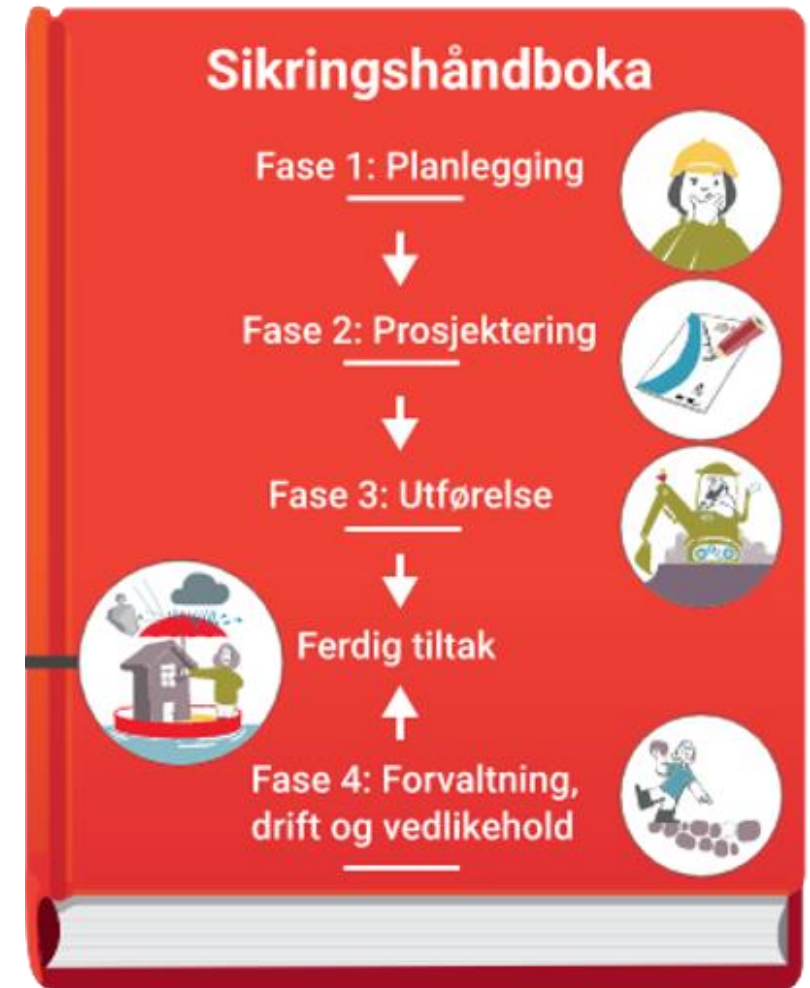 Sikringshåndboka
Fase 1: Planlegging
Fase 2: Prosjektering
Fase 3: Utførelse
Ferdig tiltak
Fase 4: Forvaltning,
drift og vedlikehold